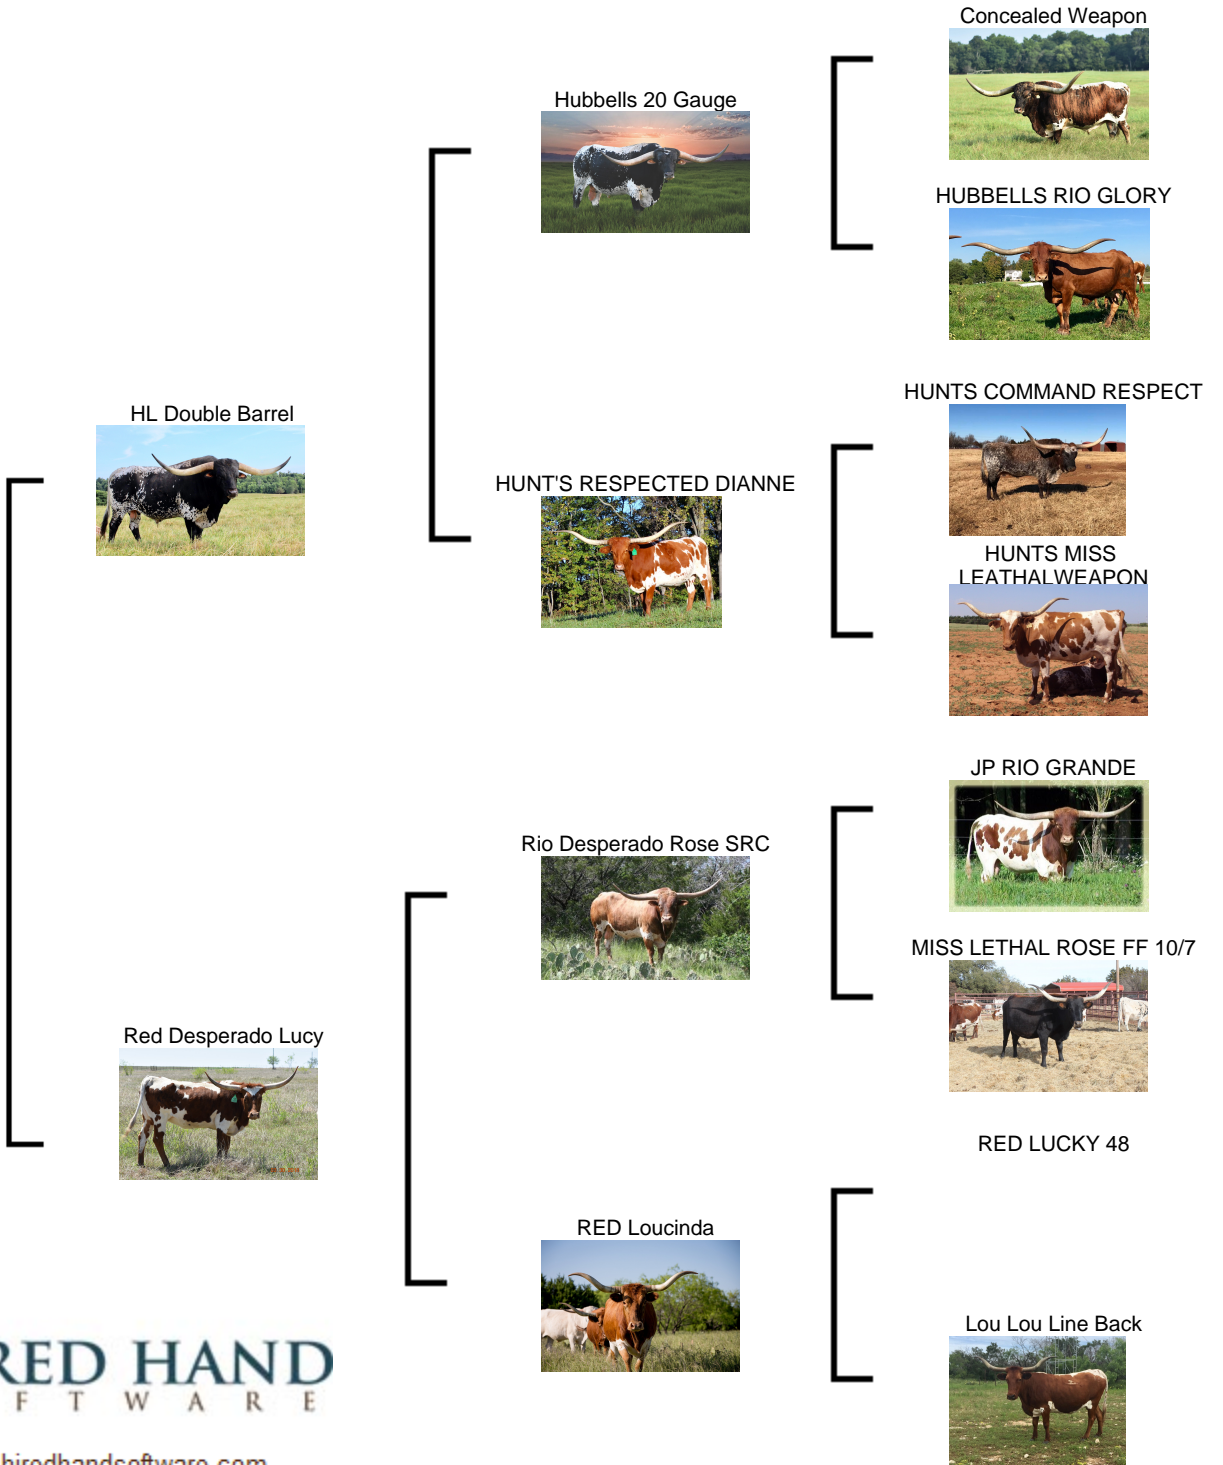 Concealed Weapon
Hubbells 20 Gauge
HUBBELLS RIO GLORY
HUNTS COMMAND RESPECT
HL Double Barrel
HUNT'S RESPECTED DIANNE
HUNTS MISS
LEATHALWEAPON
JP RIO GRANDE
Rio Desperado Rose SRC
MISS LETHAL ROSE FF 10/7
Red Desperado Lucy
RED LUCKY 48
RED Loucinda
Lou Lou Line Back
RED HAND
F T W A R E
hiredhandsoftware.com